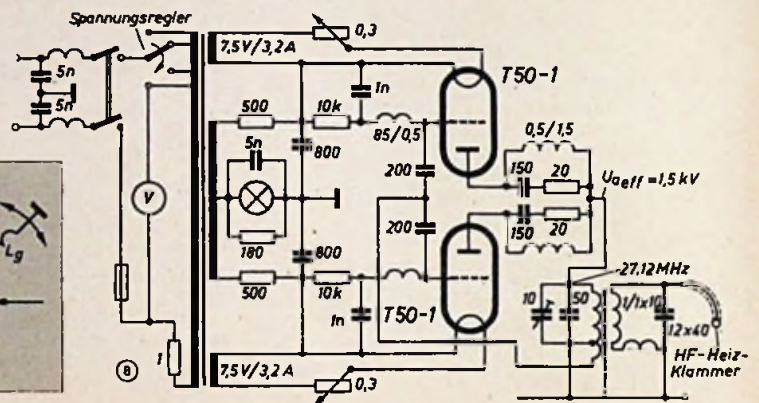 Spannungsregler
5n
5n
V
1
8
Lg
7,5V/3,2A
0,3
1n
T50-1
500
10k
85/0,5
5n
800
200
0,5/1,5
150
20
Uaeff = 1,5 kV
150
20
180
800
200
500
10k
1n
T50-1
27,12MHz
10
50
1/1x10
12x40
HF-Heiz-
Klammer
7,5V/3,2A
0,3